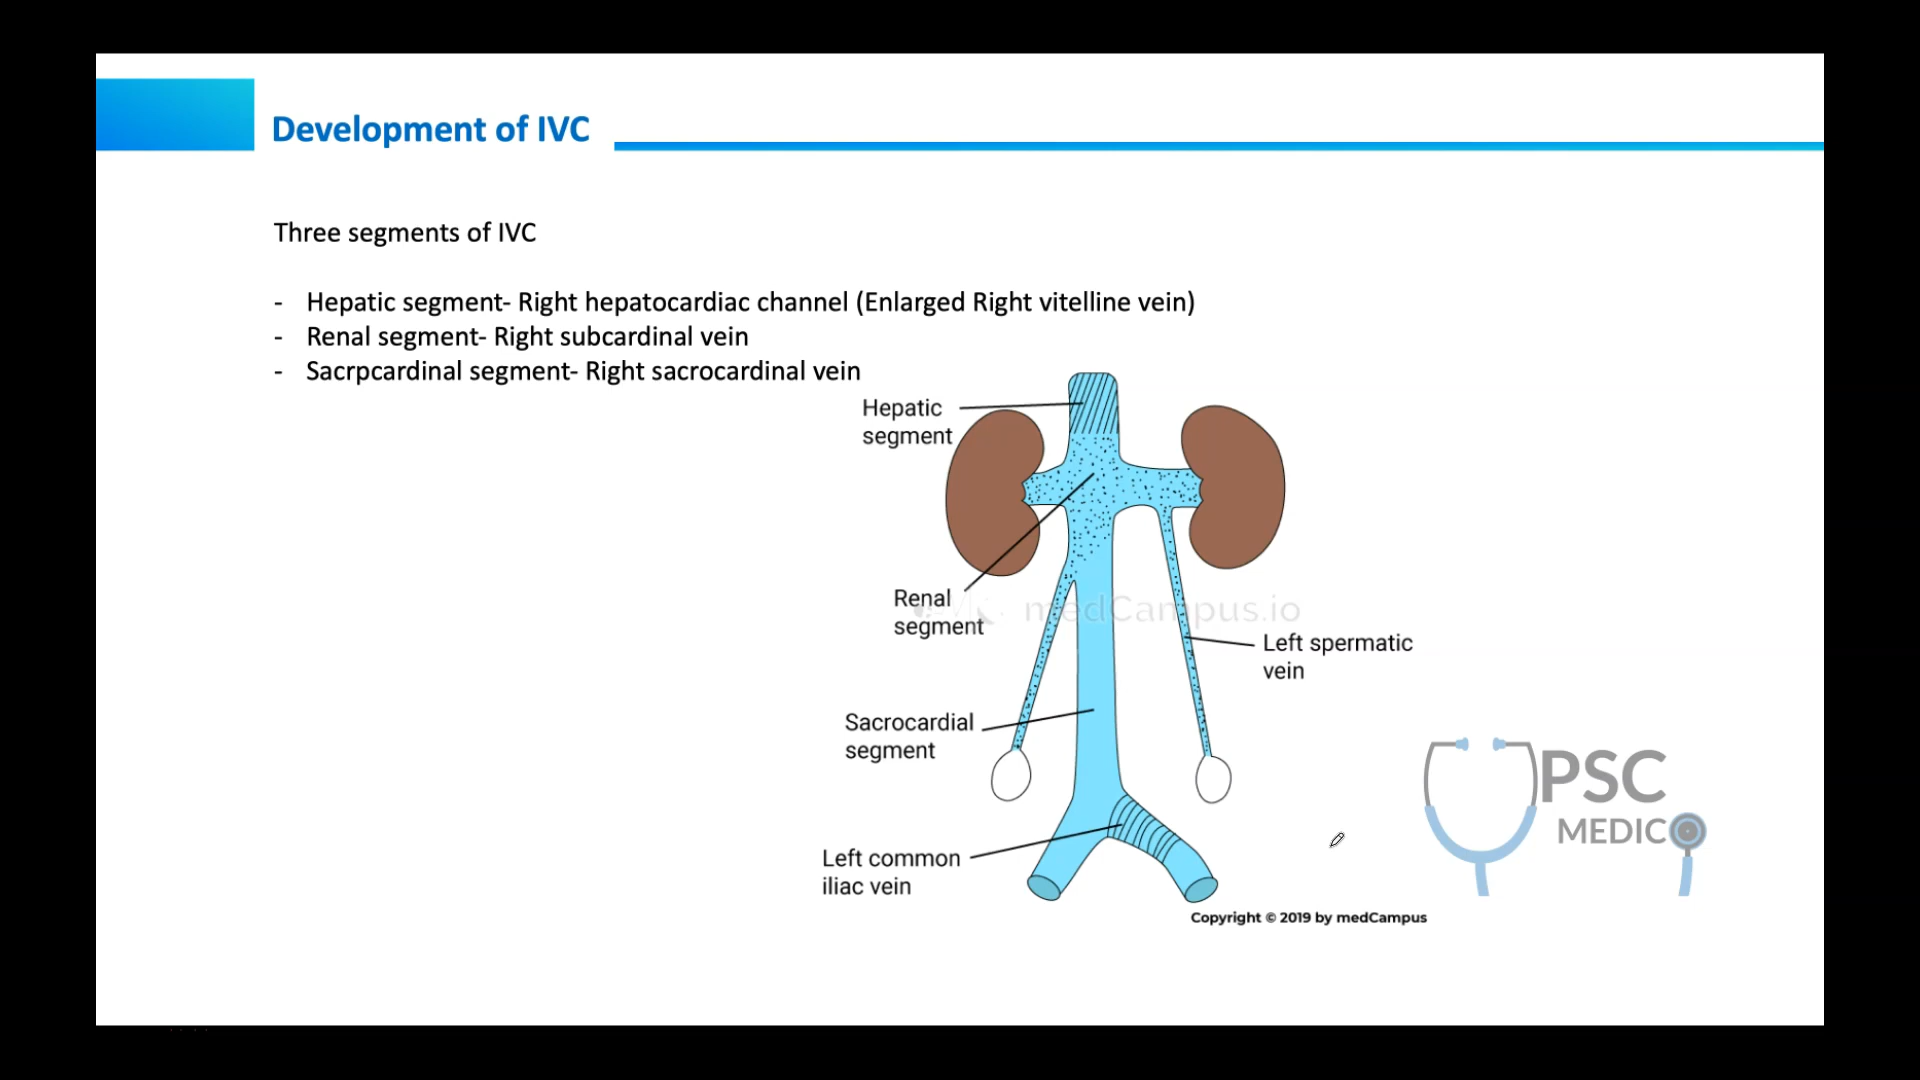 Development of IVC
Three segments of IVC
- Hepatic segment- Right hepatocardiac channel (Enlarged Right vitelline vein)
- Renal segment- Right subcardinal vein
- Sacrpcardinal segment- Right sacrocardinal vein
Hepatic
segment
Renal
segment
medCampus.io
Left spermatic
vein
Sacrocardial
segment
PSC
MEDICO
Left common
iliac vein
Copyright © 2019 by medCampus